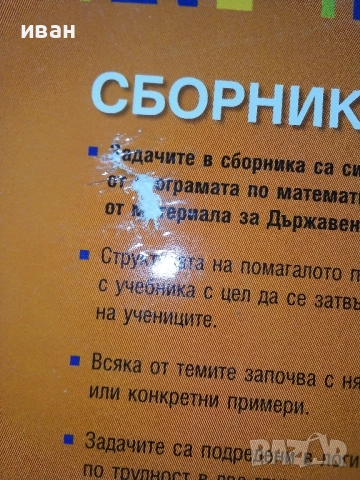 иван
СБОРНИК
Задачите в сборника са си
от програмата по математ
от материала за Държавен
Структурата на помагалото п
с учебника с цел да се затвъ
на учениците.
Всяка от темите започва с ня
или конкретни примери.
Задачите са подредени в логи
по трудност в две
BAZAR